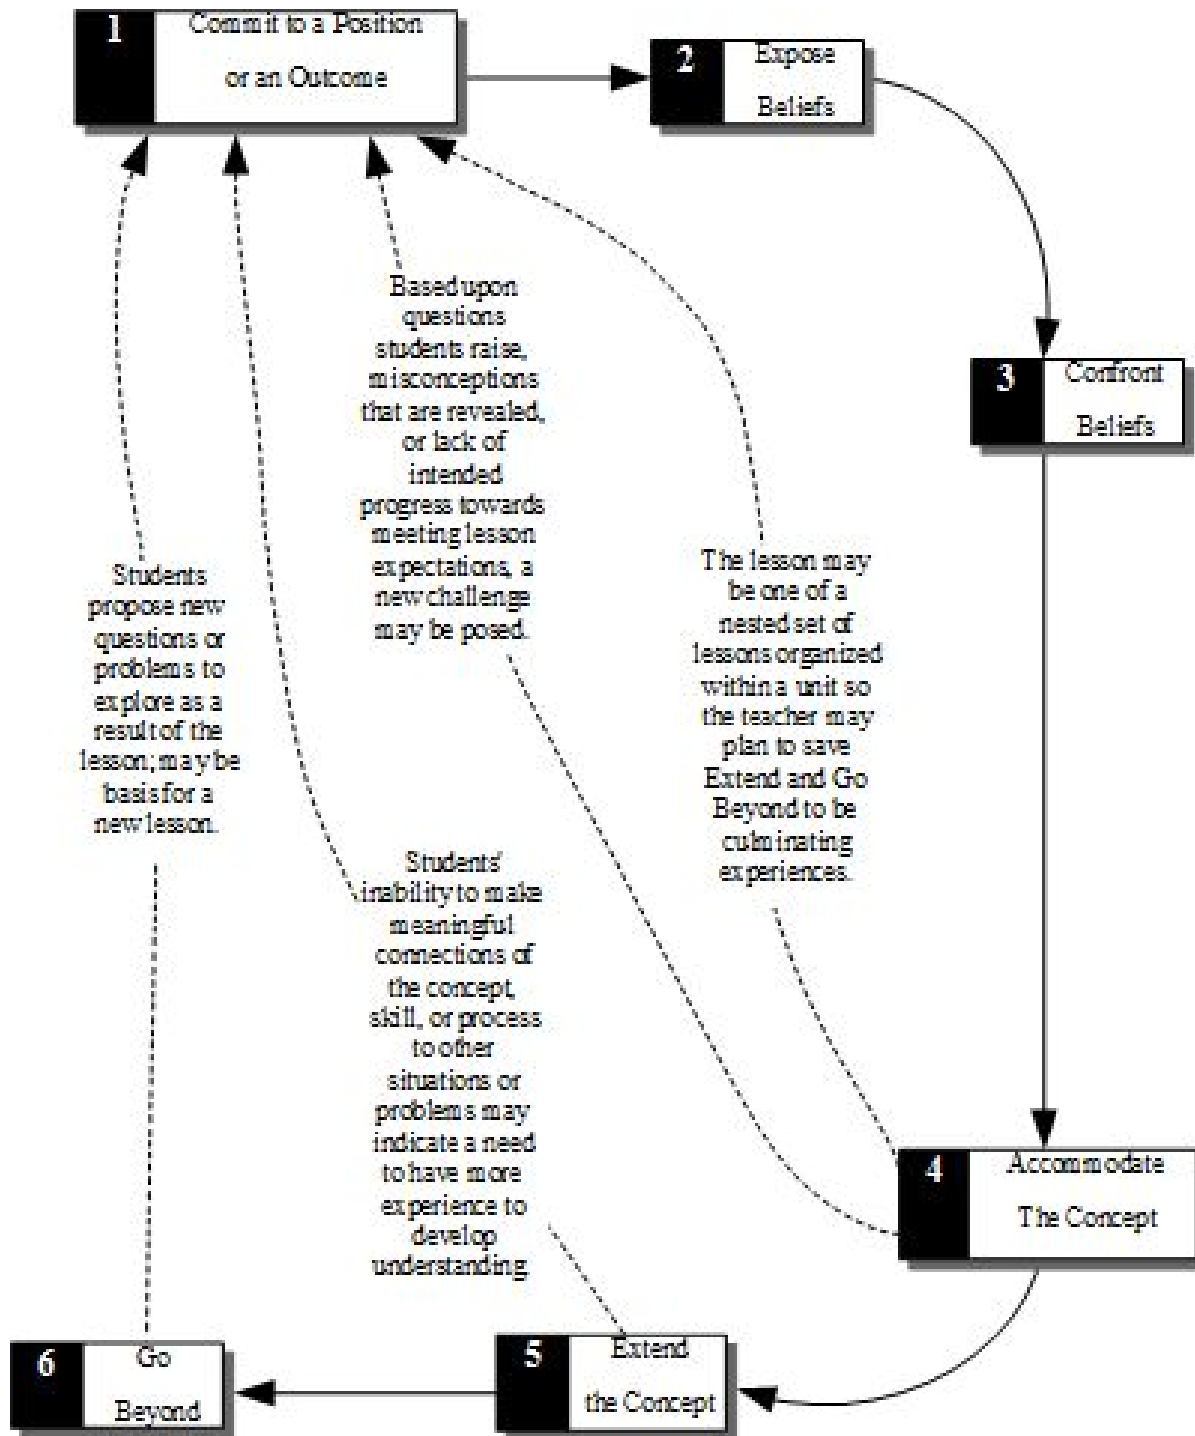 1
Commit to a Position
or an Outcome
2
Expose
Beliefs
3
Confront
Beliefs
Based upon
questions
students raise,
misconceptions
that are revealed,
or lack of
intended
progress towards
meeting lesson
expectations, a
new challenge
may be posed.
The lesson may
be one of a
nested set of
lessons organized
within a unit so
the teacher may
plan to save
Extend and Go
Beyond to be
culminating
experiences.
Students
propose new
questions or
problems to
explore as a
result of the
lesson; may be
basis for a
new lesson.
Students'
inability to make
meaningful
connections of
the concept,
skill, or process
to other
situations or
problems may
indicate a need
to have more
experience to
develop
understanding.
4
Accommodate
The Concept
5
Extend
the Concept
6
Go
Beyond